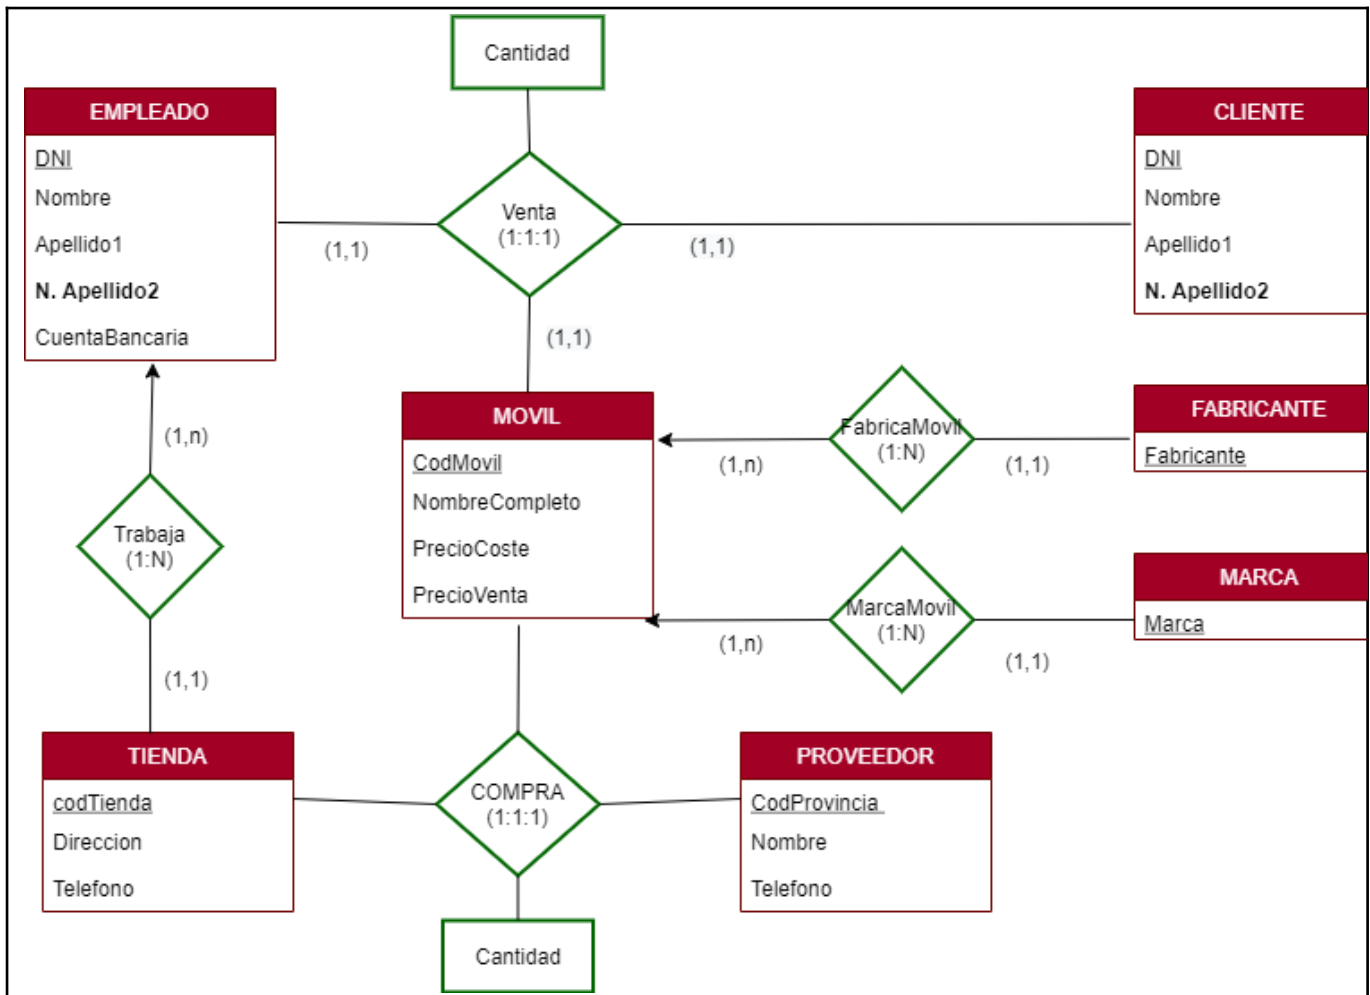 Cantidad
EMPLEADO
DNI
Nombre
Apellido1
N. Apellido2
CuentaBancaria
Venta
(1:1:1)
(1,1)
(1,1)
(1,1)
CLIENTE
DNI
Nombre
Apellido1
N. Apellido2
MOVIL
CodMovil
NombreCompleto
PrecioCoste
PrecioVenta
FabricaMovil
(1:N)
(1,n)
(1,1)
FABRICANTE
Fabricante
MarcaMovil
(1:N)
(1,n)
(1,1)
MARCA
Marca
(1,n)
Trabaja
(1:N)
(1,1)
TIENDA
codTienda
Direccion
Telefono
COMPRA
(1:1:1)
PROVEEDOR
CodProvincia
Nombre
Telefono
Cantidad